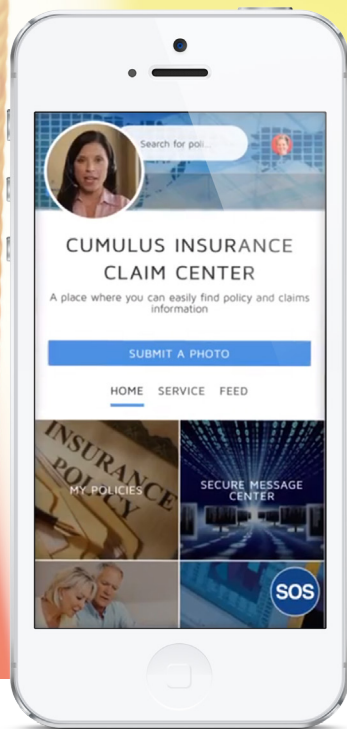 Search for poli...
CUMULUS INSURANCE
CLAIM CENTER
A place where you can easily find policy and claims
information
SUBMIT A PHOTO
HOME SERVICE FEED
INSURANCE
POLICY
MY POLICIES
SECURE MESSAGE
CENTER
SOS